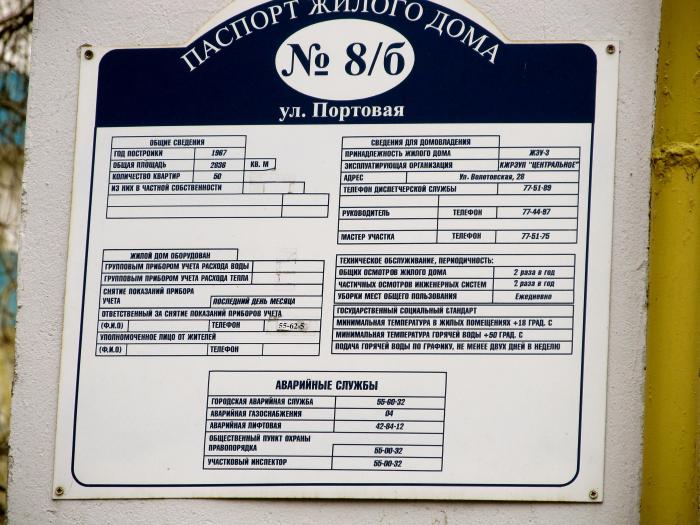 ПАСПОРТ ЖИЛОГО ДОМА
№ 8/б
ул. Портовая
ОБЩИЕ СВЕДЕНИЯ
ГОД ПОСТРОЙКИ 1967
ОБЩАЯ ПЛОЩАДЬ 2836 КВ. М
КОЛИЧЕСТВО КВАРТИР 50
ИЗ НИХ В ЧАСТНОЙ СОБСТВЕННОСТИ
СВЕДЕНИЯ ДЛЯ ДОМОВЛАДЕНИЯ
ПРИНАДЛЕЖНОСТЬ ЖИЛОГО ДОМА ЖЭУ-3
ЭКСПЛУАТИРУЮЩАЯ ОРГАНИЗАЦИЯ КЖРЭУП "ЦЕНТРАЛЬНОЕ"
АДРЕС Ул. Волотовская, 28
ТЕЛЕФОН ДИСПЕТЧЕРСКОЙ СЛУЖБЫ 77-51-89
РУКОВОДИТЕЛЬ ТЕЛЕФОН 77-44-97
МАСТЕР УЧАСТКА ТЕЛЕФОН 77-51-75
ЖИЛОЙ ДОМ ОБОРУДОВАН
ГРУППОВЫМ ПРИБОРОМ УЧЕТА РАСХОДА ВОДЫ
ГРУППОВЫМ ПРИБОРОМ УЧЕТА РАСХОДА ТЕПЛА
СНЯТИЕ ПОКАЗАНИЙ ПРИБОРА
УЧЕТА ПОСЛЕДНИЙ ДЕНЬ МЕСЯЦА
ОТВЕТСТВЕННЫЙ ЗА СНЯТИЕ ПОКАЗАНИЙ ПРИБОРОВ УЧЕТА
(Ф.И.О) ТЕЛЕФОН 55-62-5
УПОЛНОМОЧЕННОЕ ЛИЦО ОТ ЖИТЕЛЕЙ
(Ф.И.О) ТЕЛЕФОН
ТЕХНИЧЕСКОЕ ОБСЛУЖИВАНИЕ, ПЕРИОДИЧНОСТЬ:
ОБЩИХ ОСМОТРОВ ЖИЛОГО ДОМА 2 раза в год
ЧАСТИЧНЫХ ОСМОТРОВ ИНЖЕНЕРНЫХ СИСТЕМ 2 раза в год
УБОРКИ МЕСТ ОБЩЕГО ПОЛЬЗОВАНИЯ Ежедневно
ГОСУДАРСТВЕННЫЙ СОЦИАЛЬНЫЙ СТАНДАРТ
МИНИМАЛЬНАЯ ТЕМПЕРАТУРА В ЖИЛЫХ ПОМЕЩЕНИЯХ +18 ГРАД. С
МИНИМАЛЬНАЯ ТЕМПЕРАТУРА ГОРЯЧЕЙ ВОДЫ +50 ГРАД. С
ПОДАЧА ГОРЯЧЕЙ ВОДЫ ПО ГРАФИКУ, НЕ МЕНЕЕ ДВУХ ДНЕЙ В НЕДЕЛЮ
АВАРИЙНЫЕ СЛУЖБЫ
ГОРОДСКАЯ АВАРИЙНАЯ СЛУЖБА 55-00-32
АВАРИЙНАЯ ГАЗОСНАБЖЕНИЯ 04
АВАРИЙНАЯ ЛИФТОВАЯ 42-84-12
ОБЩЕСТВЕННЫЙ ПУНКТ ОХРАНЫ
ПРАВОПОРЯДКА 55-00-32
УЧАСТКОВЫЙ ИНСПЕКТОР 55-00-32